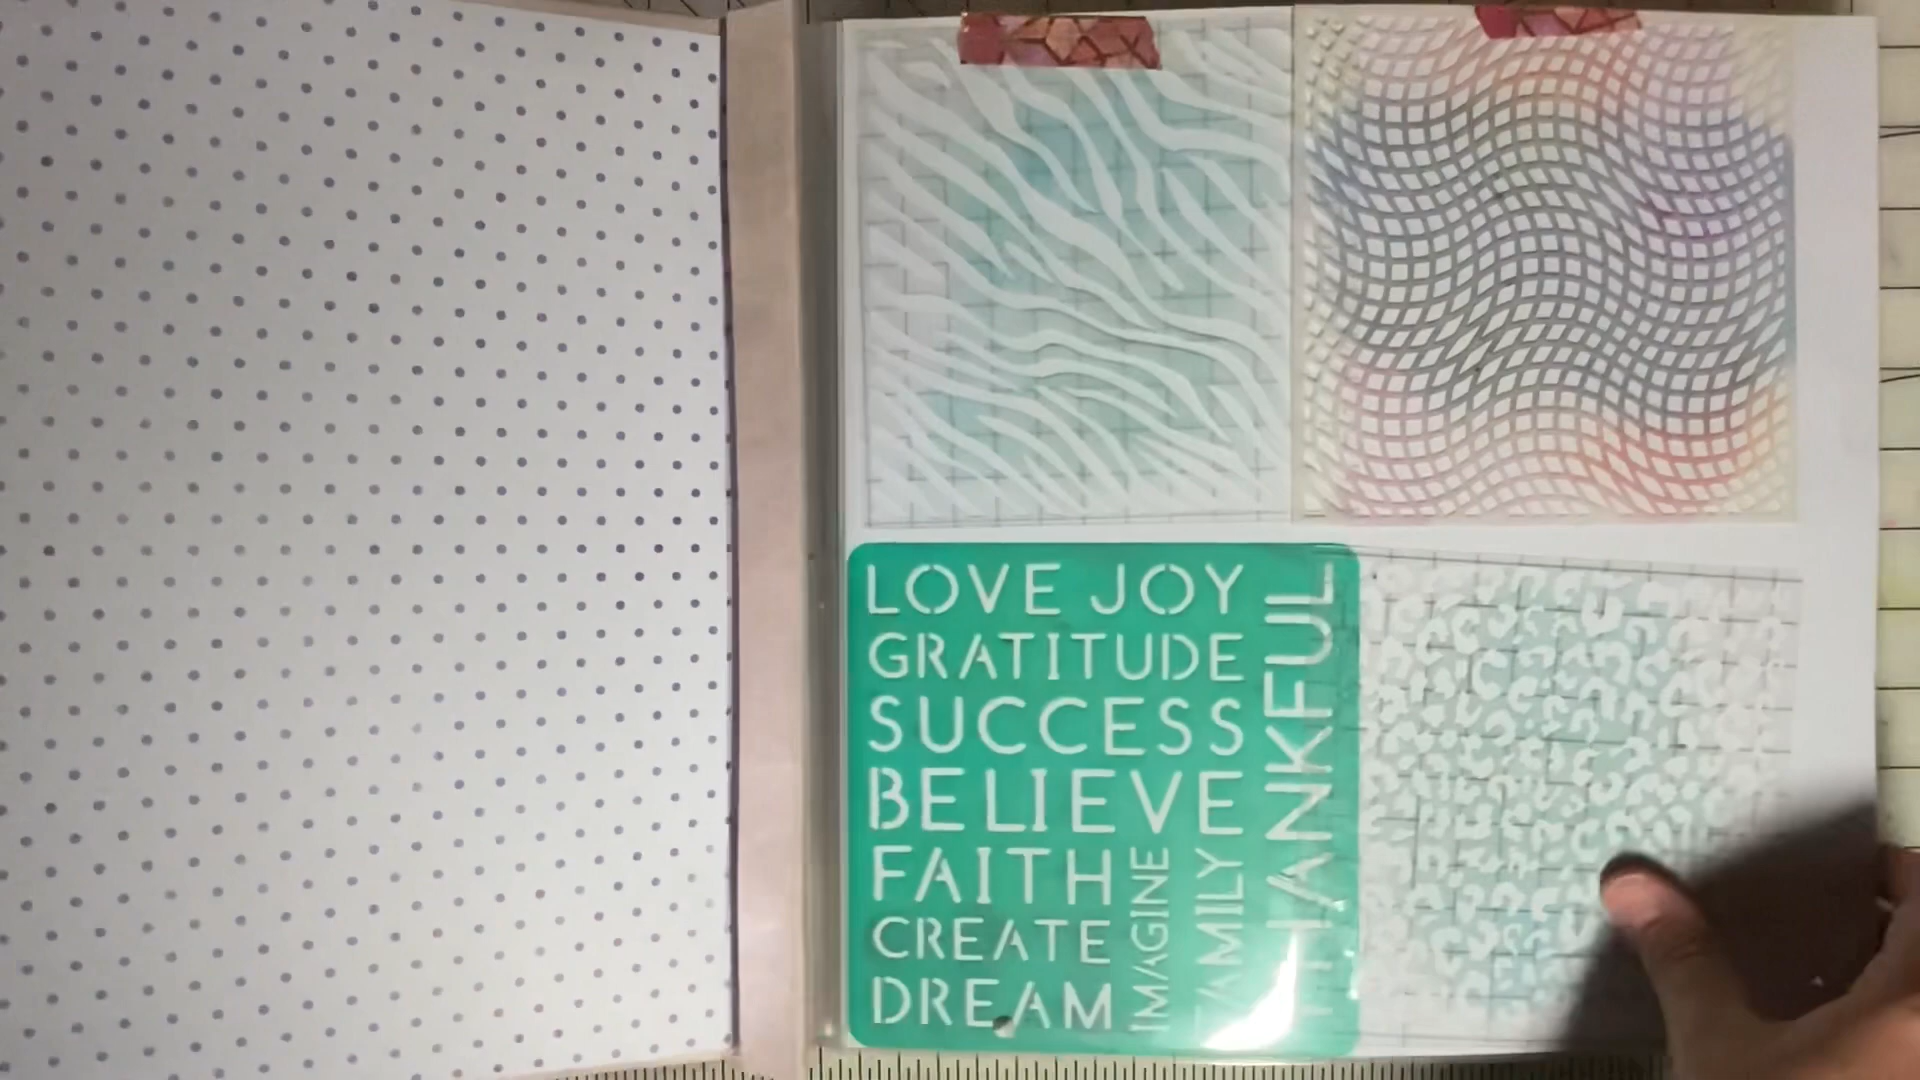 LOVE JOY
GRATITUDE
SUCCESS
BELIEVE
FAITH
CREATE
DREAM
IMAGINE
FAMILY
THANKFUL